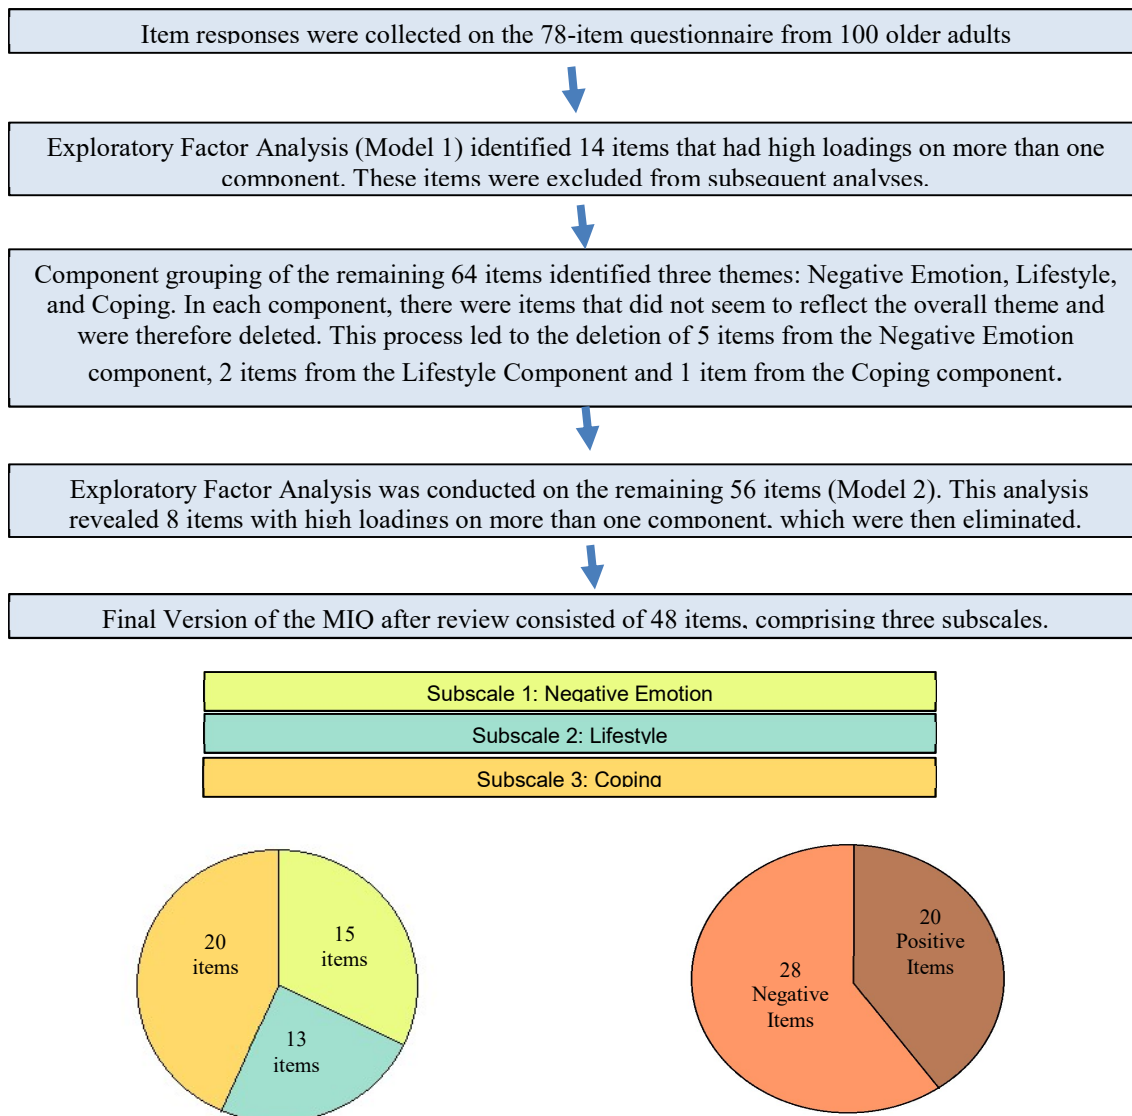 Item responses were collected on the 78-item questionnaire from 100 older adults
Exploratory Factor Analysis (Model 1) identified 14 items that had high loadings on more than one
component. These items were excluded from subsequent analyses.
Component grouping of the remaining 64 items identified three themes: Negative Emotion, Lifestyle,
and Coping. In each component, there were items that did not seem to reflect the overall theme and
were therefore deleted. This process led to the deletion of 5 items from the Negative Emotion
component, 2 items from the Lifestyle Component and 1 item from the Coping component.
Exploratory Factor Analysis was conducted on the remaining 56 items (Model 2). This analysis
revealed 8 items with high loadings on more than one component, which were then eliminated.
Final Version of the MIQ after review consisted of 48 items, comprising three subscales.
Subscale 1: Negative Emotion
Subscale 2: Lifestyle
Subscale 3: Coping
20
items
15
items
13
items
28
Negative
Items
20
Positive
Items